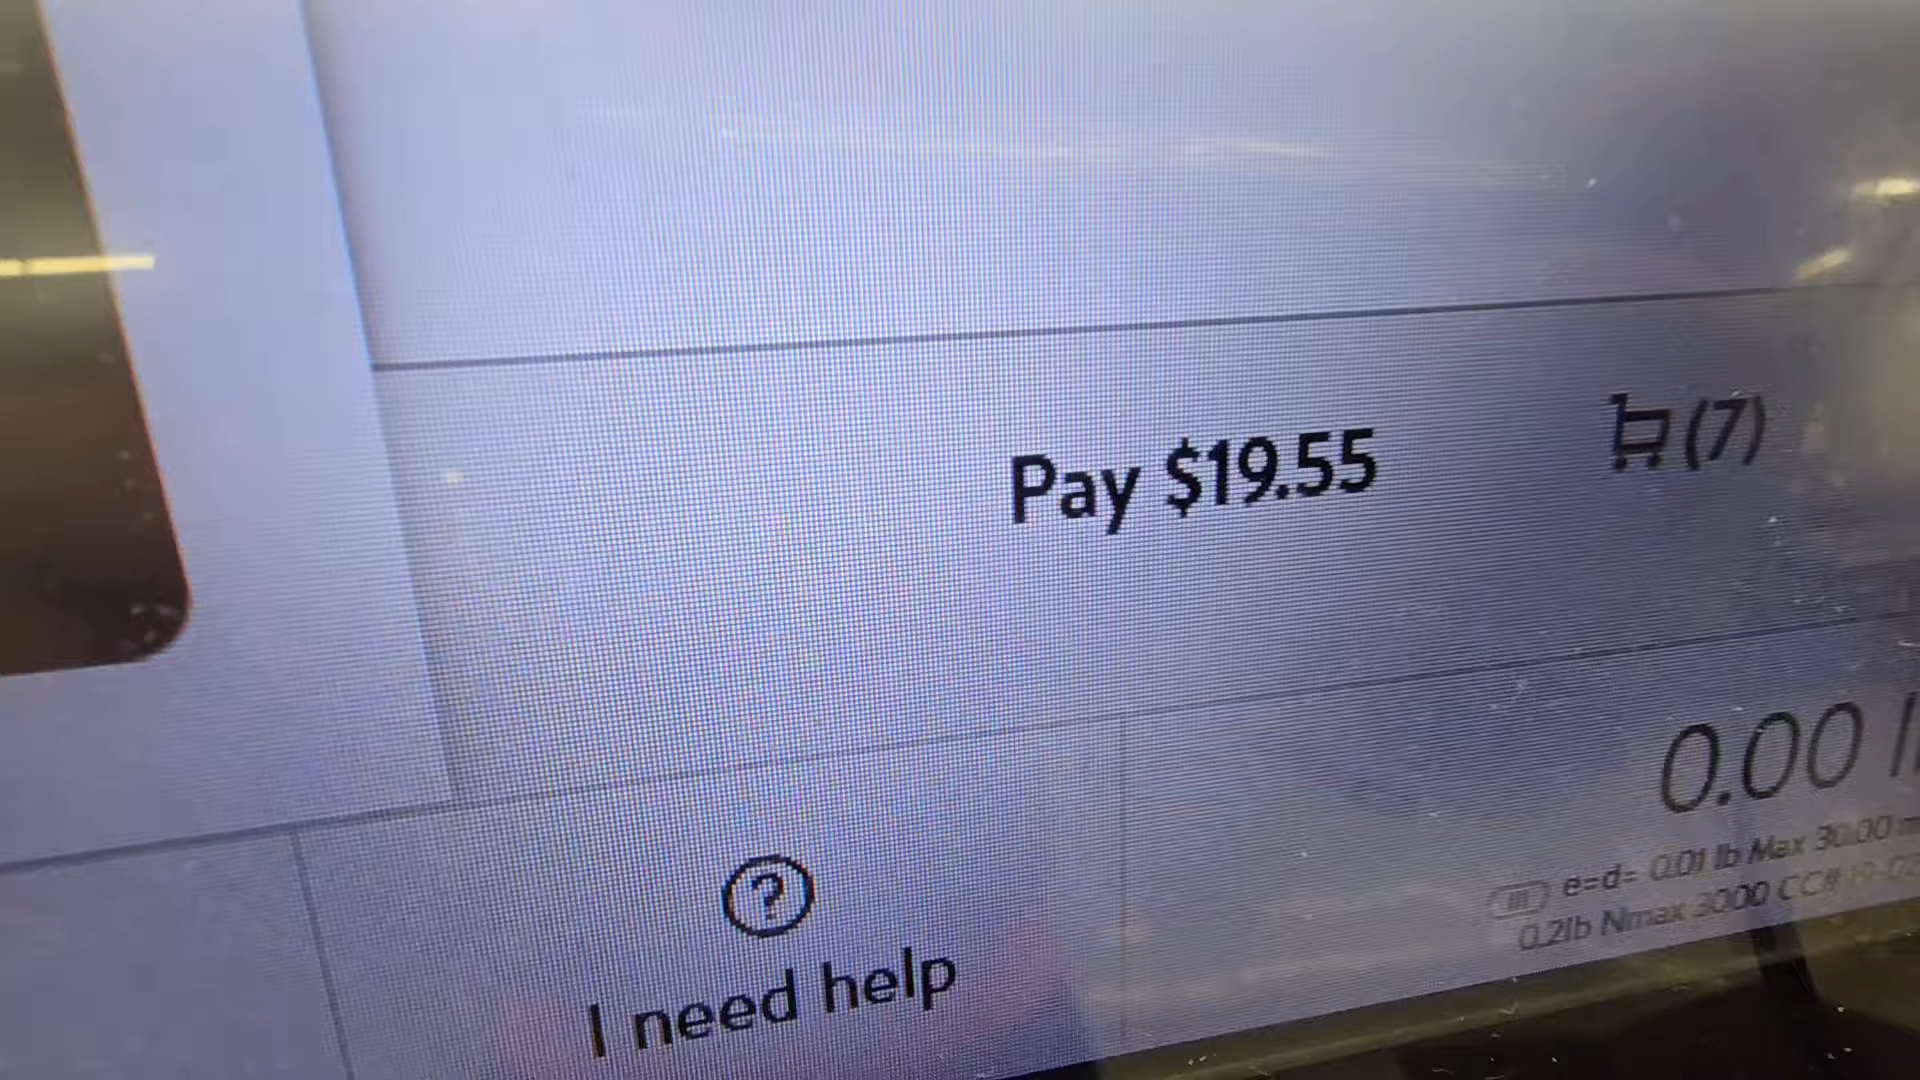 Pay $19.55
(7)
0.00
I need help
e=d= 0.01 lb Max 30.00
0.2lb Nmax 3000 CC#